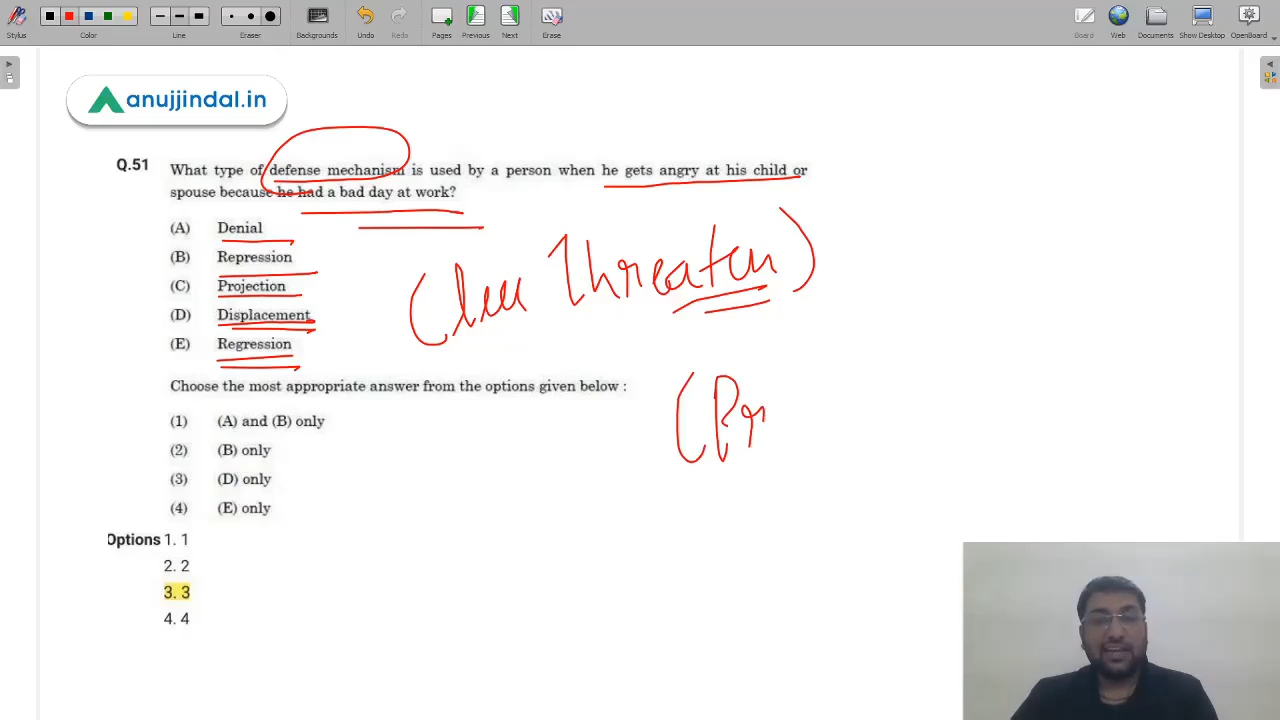 Stylus Color Line Eraser Backgrounds Undo Redo Pages Previous Next Erase Board Web Documents Show Desktop OpenBoard
anujjindal.in
Q.51 What type of defense mechanism is used by a person when he gets angry at his child or
spouse because he had a bad day at work?
(A) Denial
(B) Repression
(C) Projection
(D) Displacement
(E) Regression
(less Threaten)
Choose the most appropriate answer from the options given below :
(Pr
(1) (A) and (B) only
(2) (B) only
(3) (D) only
(4) (E) only
Options 1. 1
2. 2
3. 3
4. 4